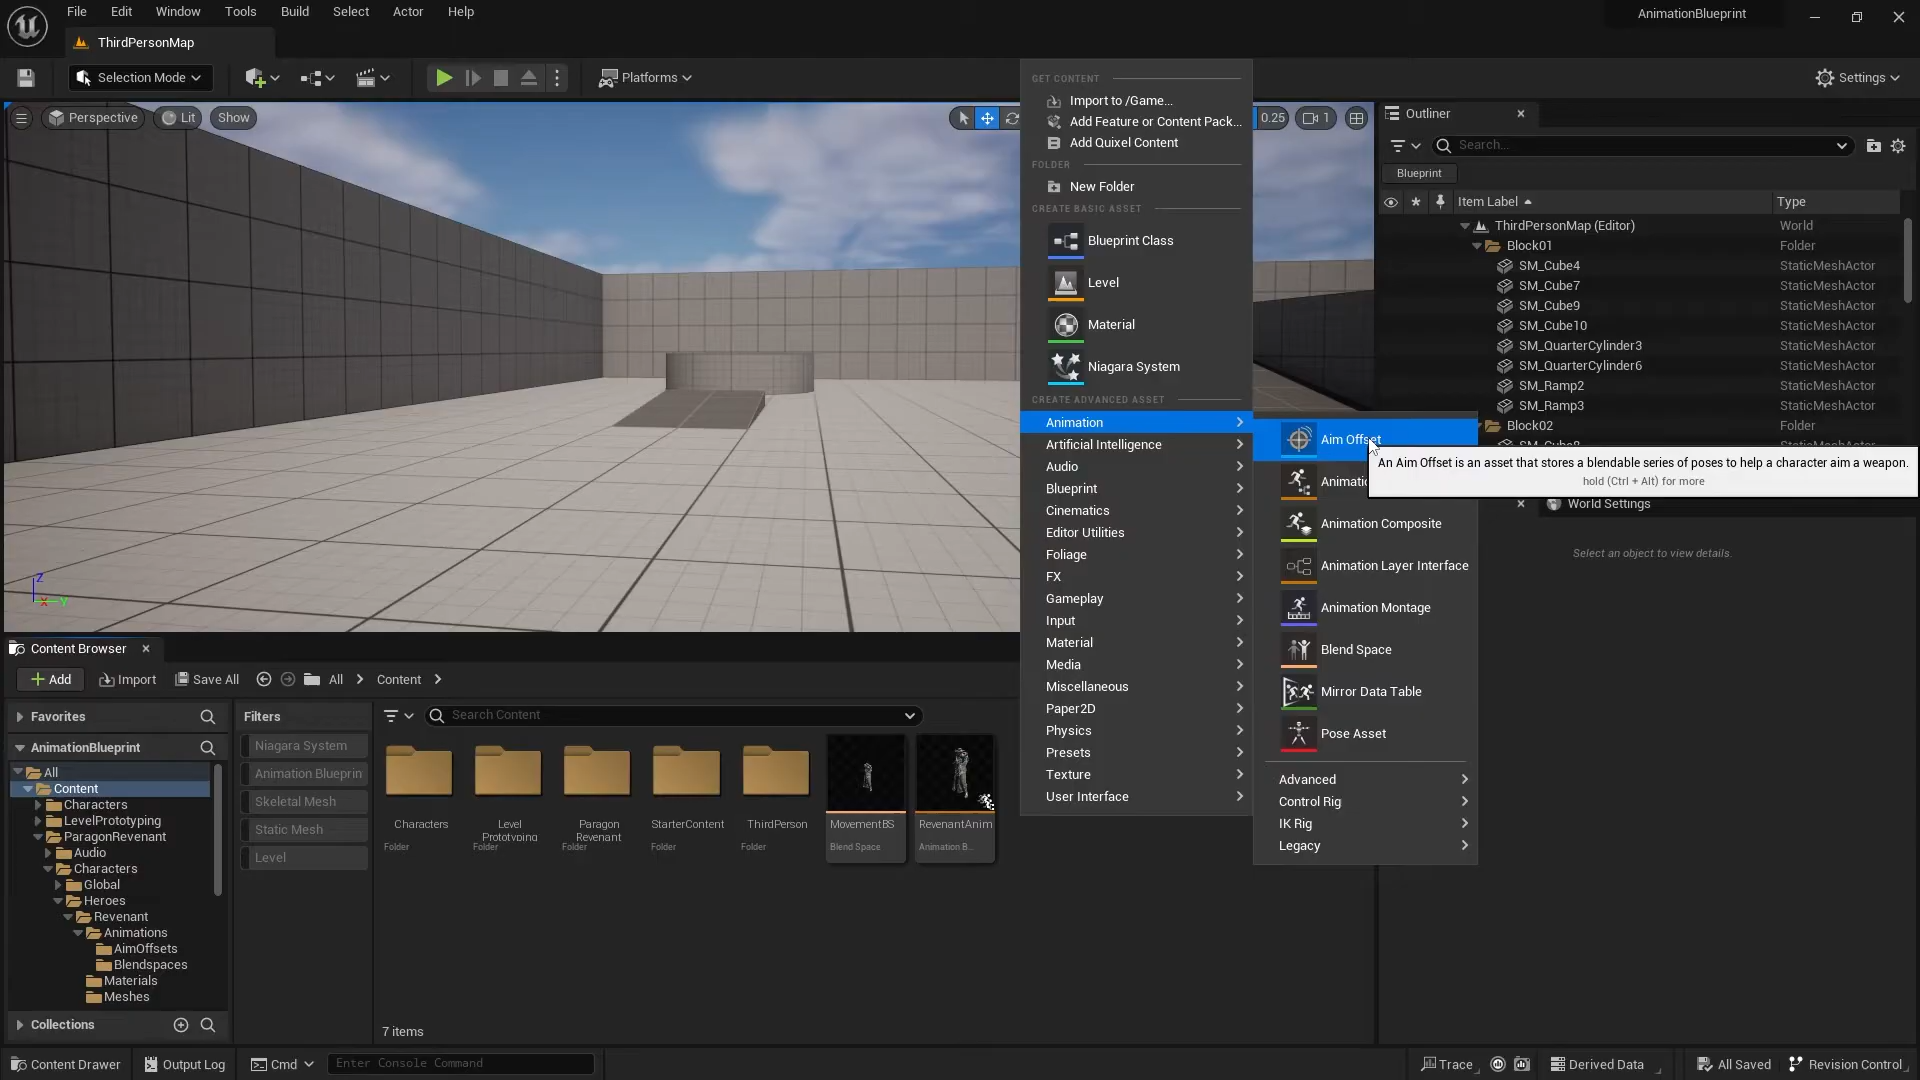 File Edit Window Tools Build Select Actor Help
AnimationBlueprint
ThirdPersonMap
Selection Mode
Platforms
Settings
Perspective
Lit
Show
0.25
1
GET CONTENT
Import to /Game...
Add Feature or Content Pack...
Add Quixel Content
FOLDER
New Folder
CREATE BASIC ASSET
Blueprint Class
Level
Material
Niagara System
CREATE ADVANCED ASSET
Animation
Artificial Intelligence
Audio
Blueprint
Cinematics
Editor Utilities
Foliage
FX
Gameplay
Input
Material
Media
Miscellaneous
Paper2D
Physics
Presets
Texture
User Interface
Aim Offset
Animatio
Animation Composite
Animation Layer Interface
Animation Montage
Blend Space
Mirror Data Table
Pose Asset
Advanced
Control Rig
IK Rig
Legacy
An Aim Offset is an asset that stores a blendable series of poses to help a character aim a weapon.
hold (Ctrl + Alt) for more
Outliner
Search...
Blueprint
Item Label Type
ThirdPersonMap (Editor) World
Block01 Folder
SM_Cube4 StaticMeshActor
SM_Cube7 StaticMeshActor
SM_Cube9 StaticMeshActor
SM_Cube10 StaticMeshActor
SM_QuarterCylinder3 StaticMeshActor
SM_QuarterCylinder6 StaticMeshActor
SM_Ramp2 StaticMeshActor
SM_Ramp3 StaticMeshActor
Block02 Folder
World Settings
Select an object to view details.
Z
X Y
Content Browser
Add Import Save All All Content
Favorites
AnimationBlueprint
All
Content
Characters
LevelPrototyping
ParagonRevenant
Audio
Characters
Global
Heroes
Revenant
Animations
AimOffsets
Blendspaces
Materials
Meshes
Collections
Filters
Niagara System
Animation Blueprin
Skeletal Mesh
Static Mesh
Level
Search Content
Characters
Folder
Level
Prototyping
Folder
Paragon
Revenant
Folder
StarterContent
Folder
ThirdPerson
Folder
MovementBS
Blend Space
RevenantAnim
Animation B...
7 items
Content Drawer Output Log Cmd Enter Console Command Trace Derived Data All Saved Revision Control